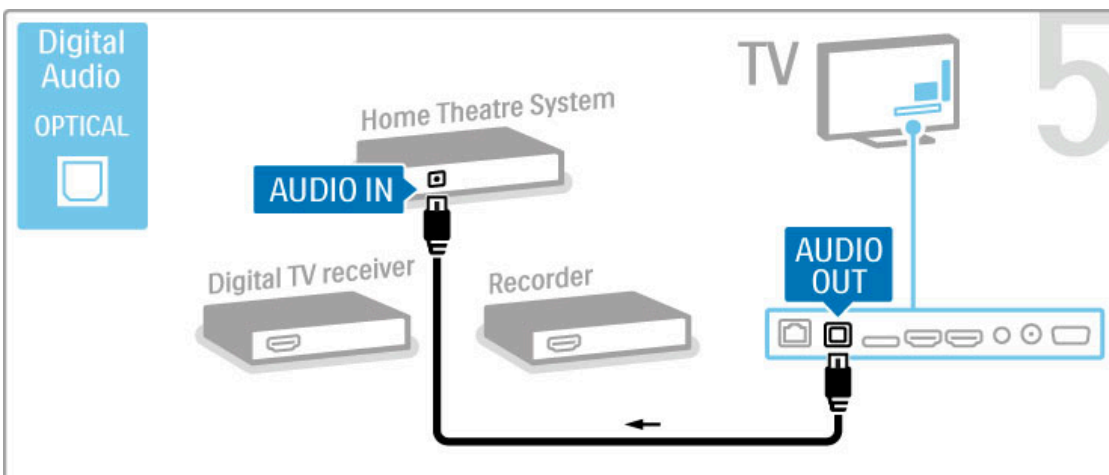 Digital
Audio
OPTICAL
TV
5
Home Theatre System
AUDIO IN
Digital TV receiver
Recorder
AUDIO
OUT